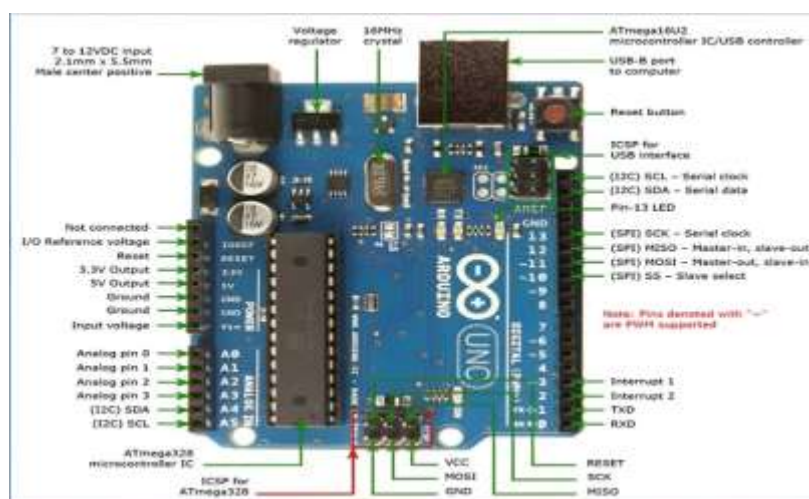 7 to 12VDC input
2.1mm x 5.5mm
Male center positive
Voltage
regulator
16MHz
crystal
ATmega16U2
microcontroller IC/USB controller
USB-B port
to computer
Reset button
ICSP for
USB interface
(I2C) SCL – Serial clock
(I2C) SDA – Serial data
Pin-13 LED
(SPI) SCK – Serial clock
(SPI) MISO – Master-in, slave-out
(SPI) MOSI – Master-out, slave-in
(SPI) SS – Slave select
Note: Pins denoted with "~"
are PWM supported
Interrupt 1
Interrupt 2
TXD
RXD
Not connected
I/O Reference voltage
Reset
3.3V Output
5V Output
Ground
Ground
Input voltage
Analog pin 0
Analog pin 1
Analog pin 2
Analog pin 3
(I2C) SDA
(I2C) SCL
IOREF
RESET
3.3V
5V
GND
GND
Vin
POWER
A0
A1
A2
A3
A4
A5
ANALOG IN
AREF
GND
13
12
~11
~10
~9
8
7
~6
~5
4
~3
2
1
0
ARDUINO
UNO
ATmega328
microcontroller IC
ICSP for
ATmega328
VCC
MOSI
GND
RESET
SCK
MISO